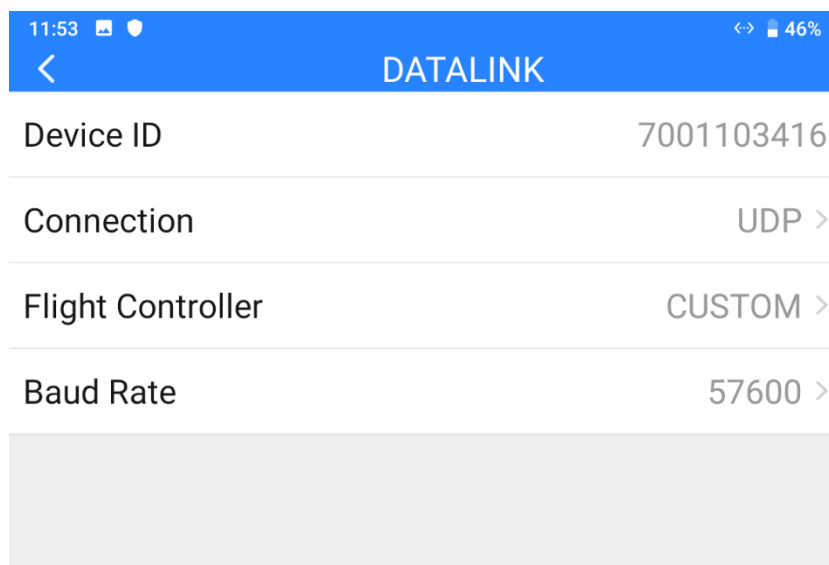 11:53 46%
DATALINK
Device ID 7001103416
Connection UDP
Flight Controller CUSTOM
Baud Rate 57600